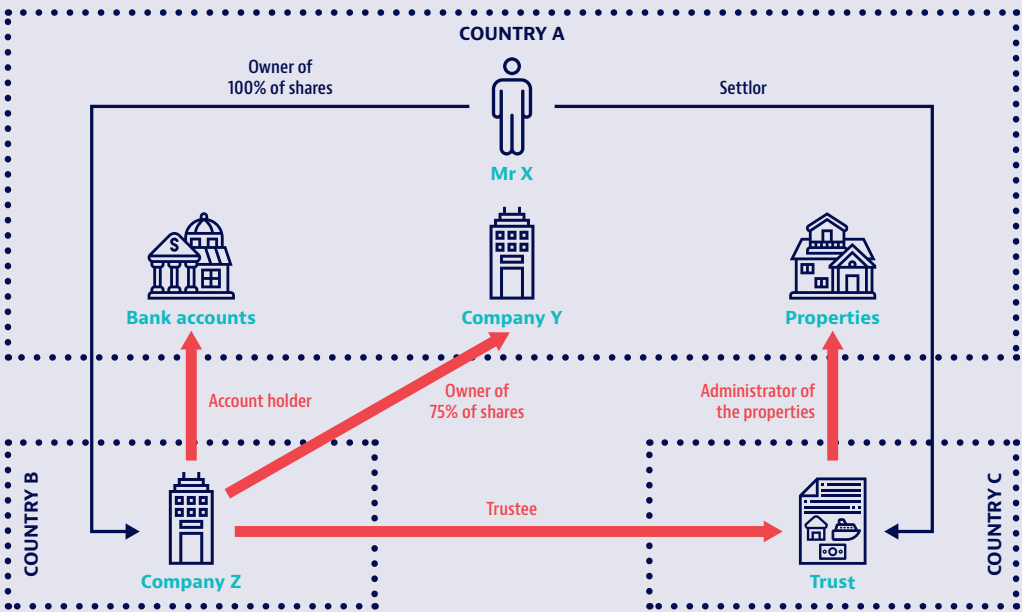 COUNTRY A
Owner of
100% of shares
Settlor
Mr X
$
Bank accounts
Company Y
Properties
Account holder
Owner of
75% of shares
Administrator of
the properties
COUNTRY B
Trustee
COUNTRY C
Company Z
Trust